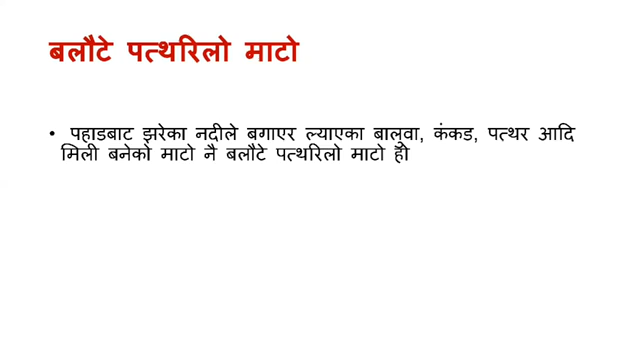 बलौटे पत्थरिलो माटो
• पहाडबाट झरेका नदीले बगाएर ल्याएका बालुवा, कंकड, पत्थर आदि
मिली बनेको माटो नै बलौटे पत्थरिलो माटो हो